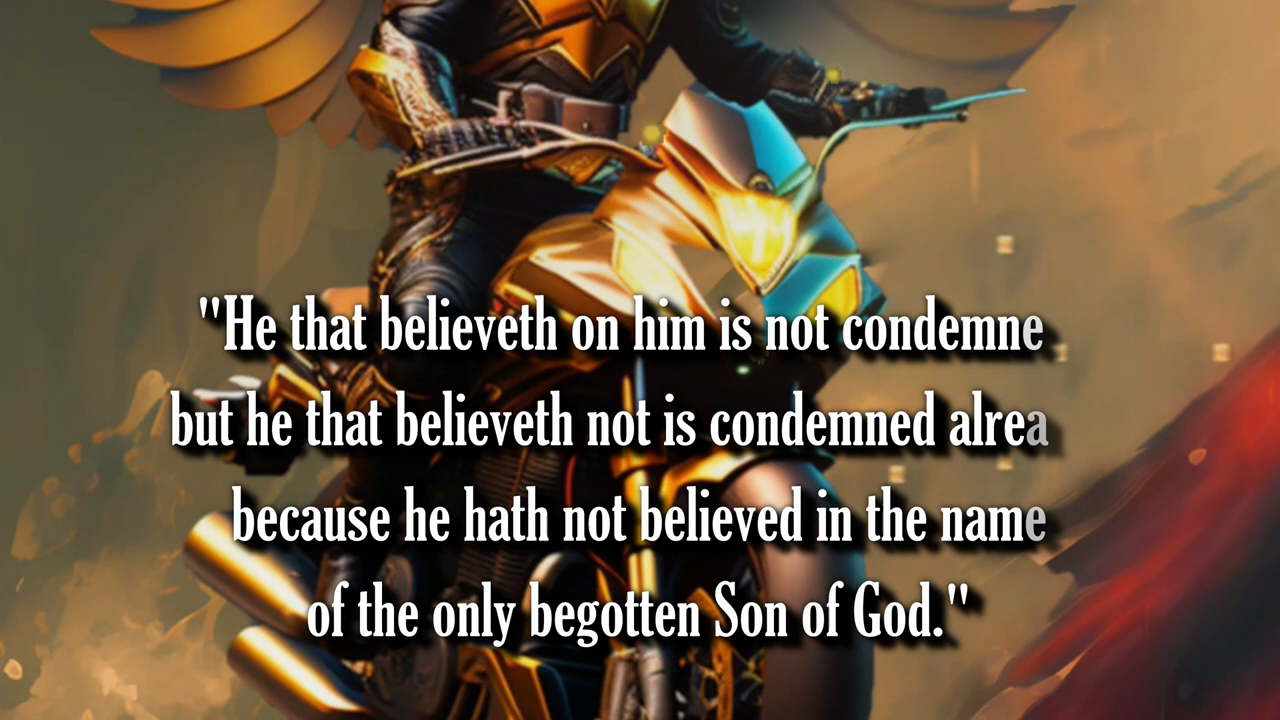 "He that believeth on him is not condemne
but he that believeth not is condemned alrea
because he hath not believed in the name
of the only begotten Son of God."